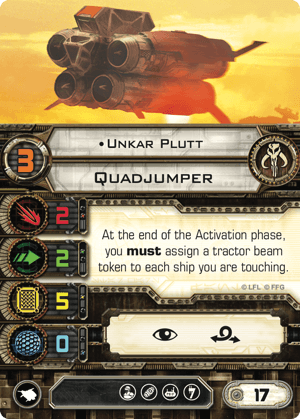 •Unkar Plutt
3
Quadjumper
2
2
5
0
At the end of the Activation phase,
you must assign a tractor beam
token to each ship you are touching.
© LFL © FFG
17